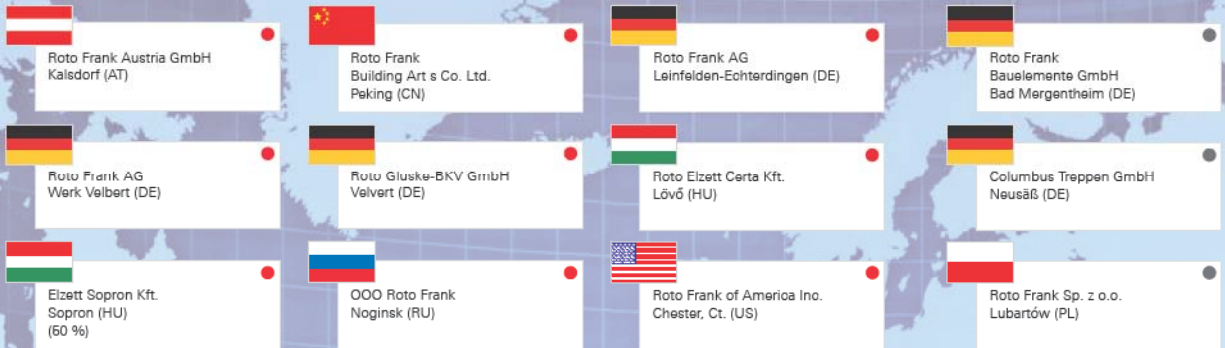 Roto Frank Austria GmbH
Kalsdorf (AT)
Roto Frank
Building Art s Co. Ltd.
Peking (CN)
Roto Frank AG
Leinfelden-Echterdingen (DE)
Roto Frank
Bauelemente GmbH
Bad Mergentheim (DE)
Roto Frank AG
Werk Velbert (DE)
Roto Gluske-BKV GmbH
Velvert (DE)
Roto Elzett Certa Kft.
Lövő (HU)
Columbus Treppen GmbH
Neusäß (DE)
Elzett Sopron Kft.
Sopron (HU)
(60 %)
OOO Roto Frank
Noginsk (RU)
Roto Frank of America Inc.
Chester, Ct. (US)
Roto Frank Sp. z o.o.
Lubartów (PL)